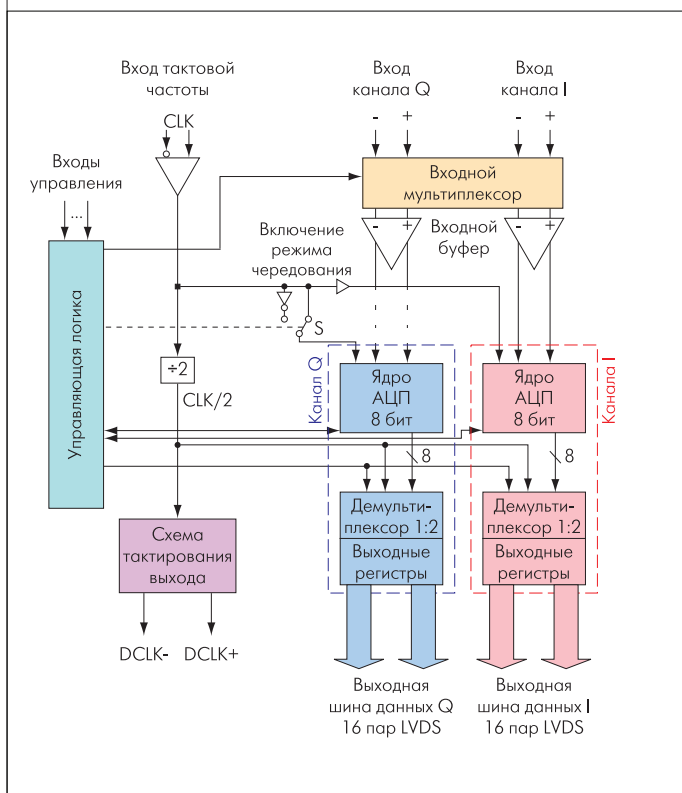 Вход тактовой
частоты
CLK
Вход
канала Q
- +
Вход
канала I
- +
Входы
управления
...
Входной
мультиплексор
- +
Входной
буфер
- +
Включение
режима
чередования
S
Управляющая логика
÷2
CLK/2
Канал Q
Ядро
АЦП
8 бит
Ядро
АЦП
8 бит
Канала I
8
8
Схема
тактирования
выхода
Демульти-
плексор 1:2
Выходные
регистры
Демульти-
плексор 1:2
Выходные
регистры
DCLK- DCLK+
Выходная
шина данных Q
16 пар LVDS
Выходная
шина данных I
16 пар LVDS